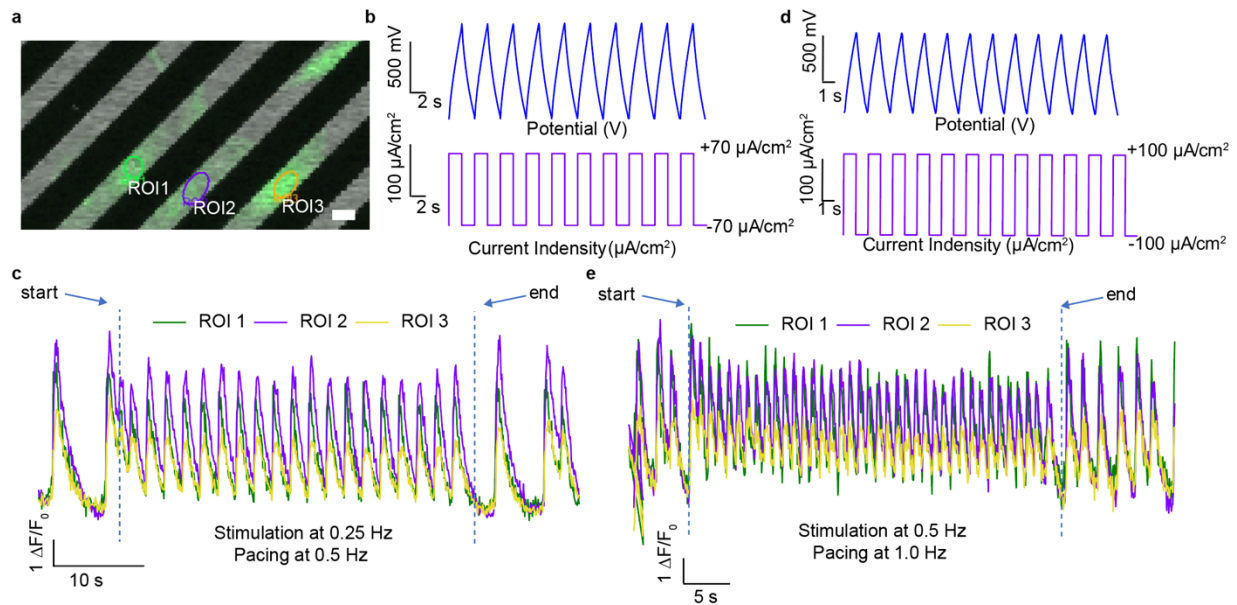 a
ROI1
ROI2
ROI3
b
500 mV
2 s
Potential (V)
100 µA/cm²
2 s
+70 µA/cm²
-70 µA/cm²
Current Indensity (µA/cm²)
d
500 mV
1 s
Potential (V)
100 µA/cm²
1 s
+100 µA/cm²
-100 µA/cm²
Current Indensity (µA/cm²)
c
start
end
ROI 1
ROI 2
ROI 3
Stimulation at 0.25 Hz
Pacing at 0.5 Hz
1 ΔF/F₀
10 s
e
start
end
ROI 1
ROI 2
ROI 3
Stimulation at 0.5 Hz
Pacing at 1.0 Hz
1 ΔF/F₀
5 s